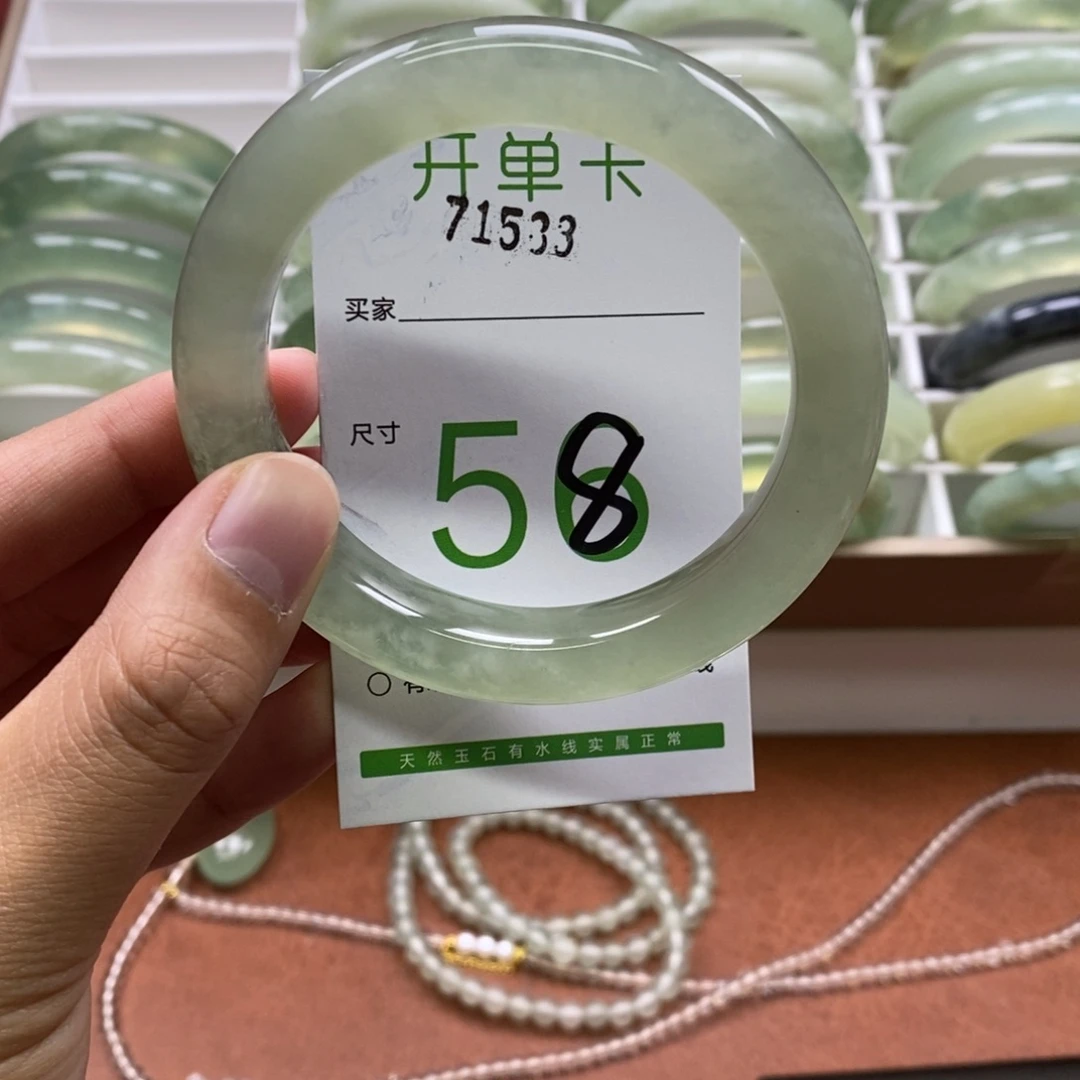 开单卡
71533
买家
尺寸
58
天然玉石有水线实属正常